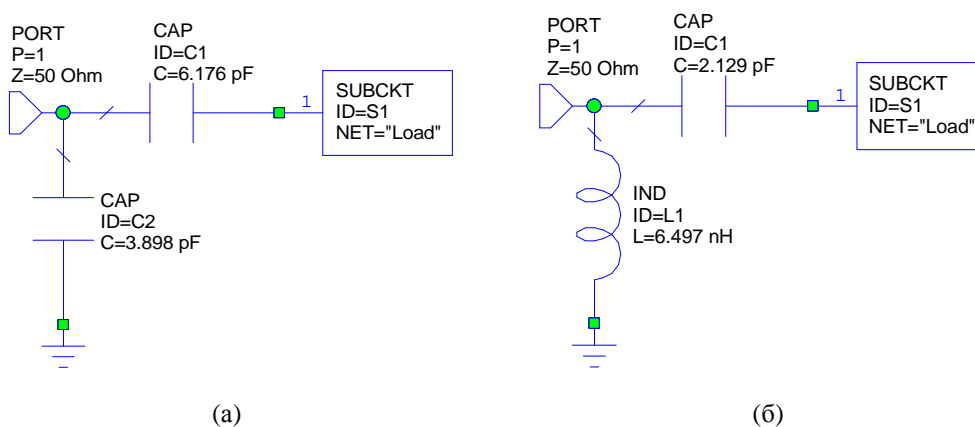 PORT
P=1
Z=50 Ohm
CAP
ID=C1
C=6.176 pF
1
SUBCKT
ID=S1
NET="Load"
CAP
ID=C2
C=3.898 pF
(а)
PORT
P=1
Z=50 Ohm
CAP
ID=C1
C=2.129 pF
1
SUBCKT
ID=S1
NET="Load"
IND
ID=L1
L=6.497 nH
(б)